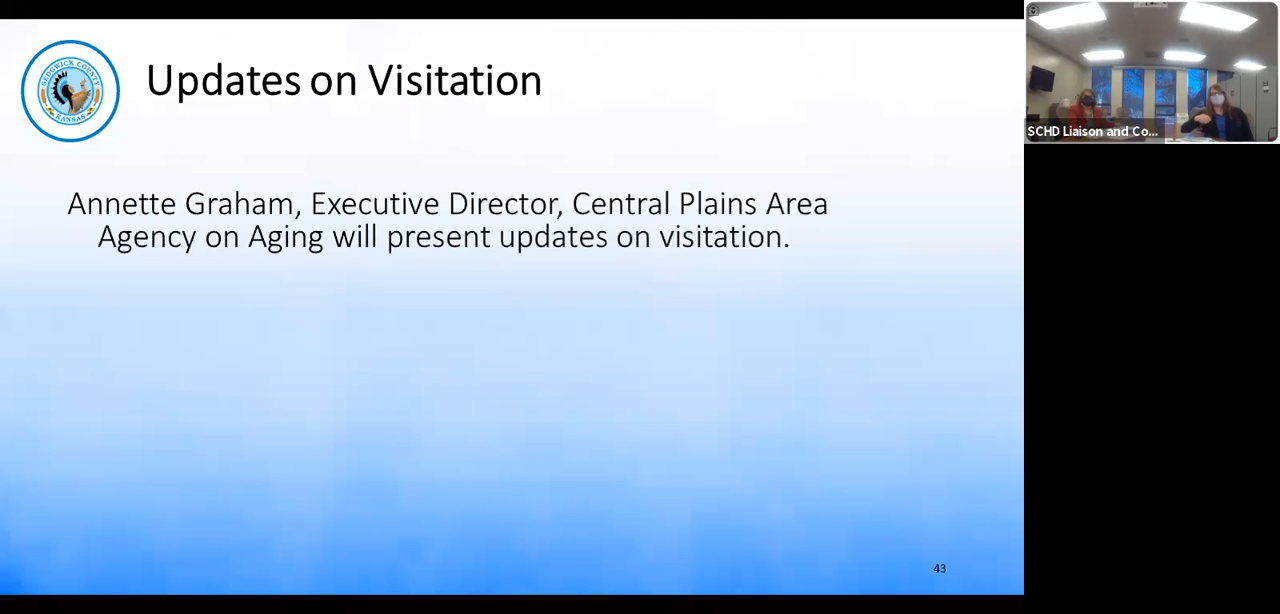 SEDGWICK COUNTY
KANSAS
Updates on Visitation
Annette Graham, Executive Director, Central Plains Area
Agency on Aging will present updates on visitation.
43
SCHD Liaison and Co...